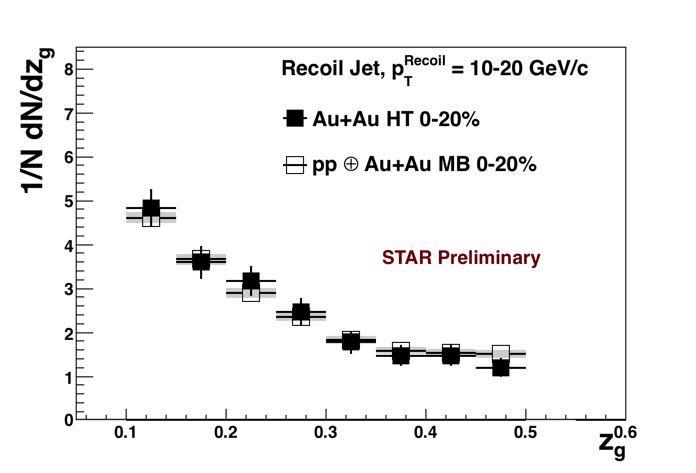 Recoil Jet, p_T^Recoil = 10-20 GeV/c
Au+Au HT 0-20%
pp ⊕ Au+Au MB 0-20%
STAR Preliminary
1/N dN/dz_g
8
7
6
5
4
3
2
1
0
0.1 0.2 0.3 0.4 0.5 0.6
z_g